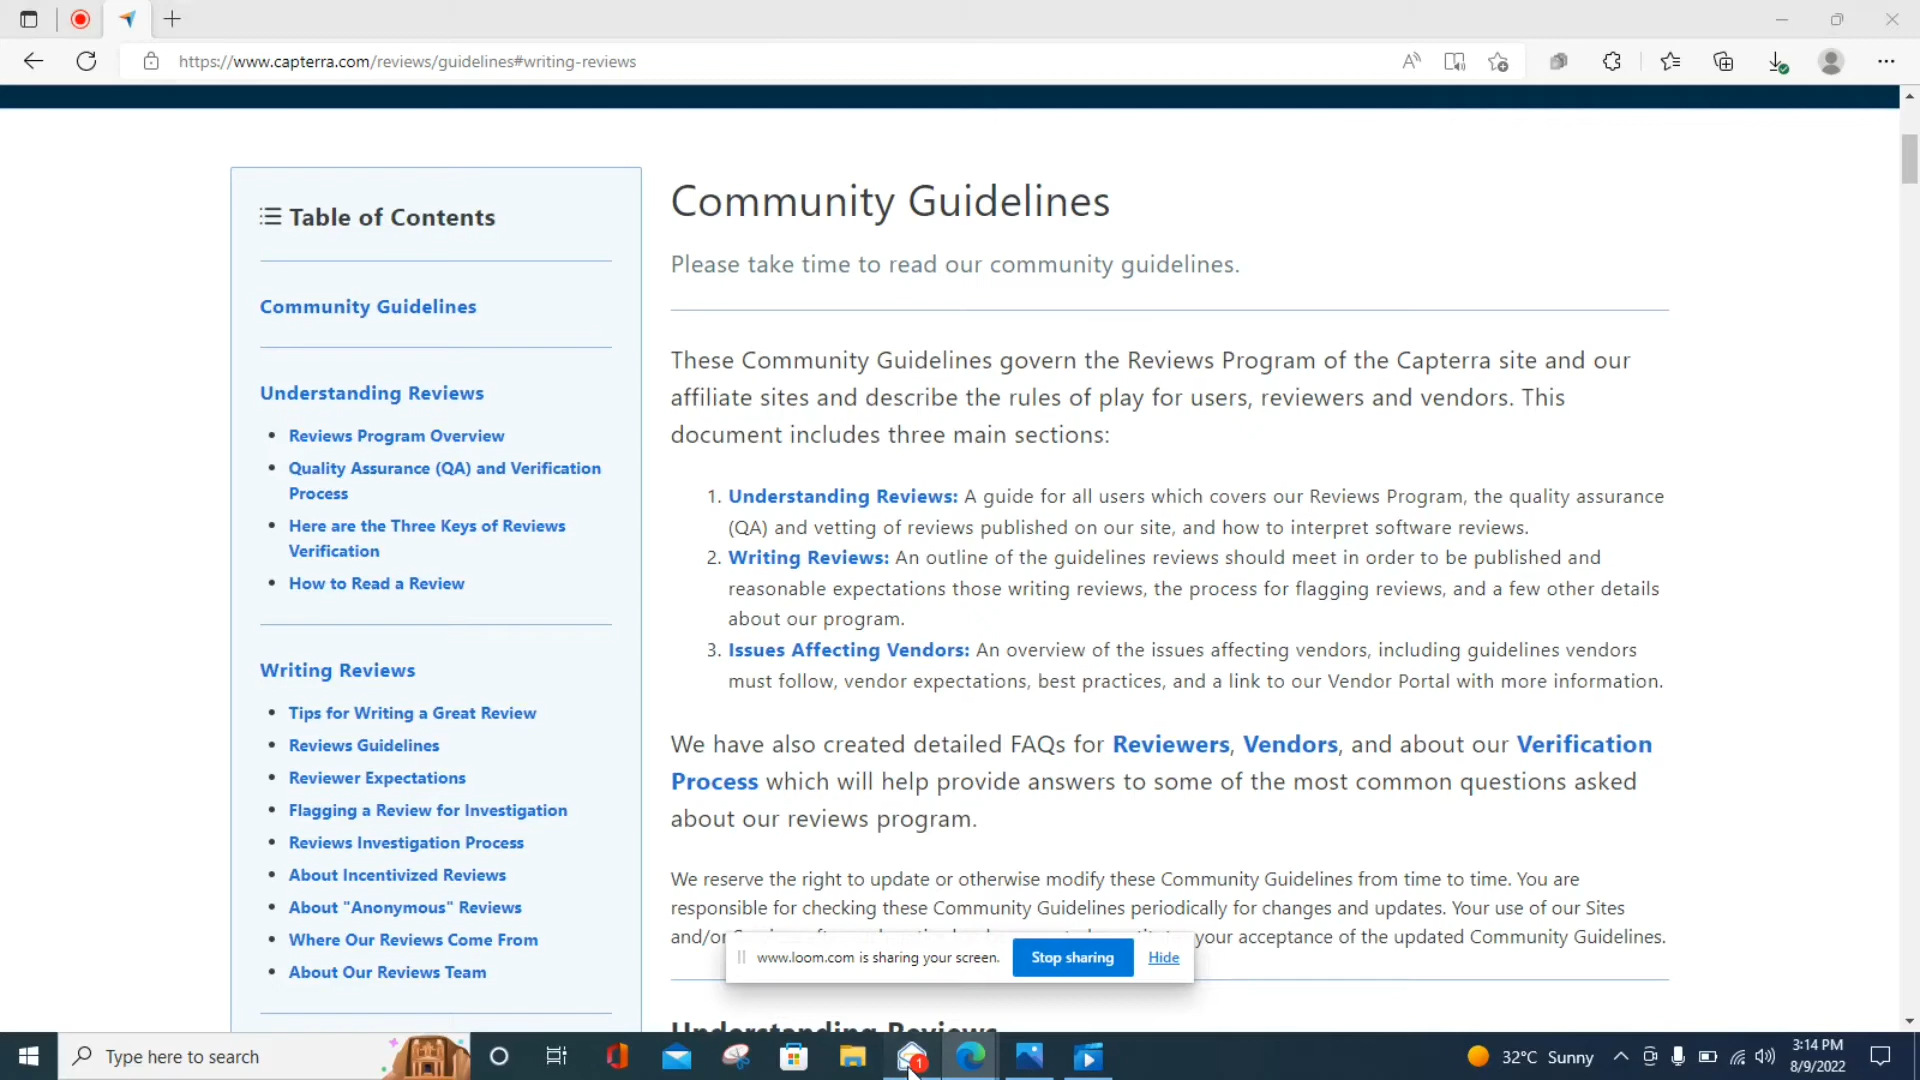 https://www.capterra.com/reviews/guidelines#writing-reviews
Table of Contents
Community Guidelines
Understanding Reviews
• Reviews Program Overview
• Quality Assurance (QA) and Verification
Process
• Here are the Three Keys of Reviews
Verification
• How to Read a Review
Writing Reviews
• Tips for Writing a Great Review
• Reviews Guidelines
• Reviewer Expectations
• Flagging a Review for Investigation
• Reviews Investigation Process
• About Incentivized Reviews
• About "Anonymous" Reviews
• Where Our Reviews Come From
• About Our Reviews Team
Community Guidelines
Please take time to read our community guidelines.
These Community Guidelines govern the Reviews Program of the Capterra site and our
affiliate sites and describe the rules of play for users, reviewers and vendors. This
document includes three main sections:
1. Understanding Reviews: A guide for all users which covers our Reviews Program, the quality assurance
(QA) and vetting of reviews published on our site, and how to interpret software reviews.
2. Writing Reviews: An outline of the guidelines reviews should meet in order to be published and
reasonable expectations those writing reviews, the process for flagging reviews, and a few other details
about our program.
3. Issues Affecting Vendors: An overview of the issues affecting vendors, including guidelines vendors
must follow, vendor expectations, best practices, and a link to our Vendor Portal with more information.
We have also created detailed FAQs for Reviewers, Vendors, and about our Verification
Process which will help provide answers to some of the most common questions asked
about our reviews program.
We reserve the right to update or otherwise modify these Community Guidelines from time to time. You are
responsible for checking these Community Guidelines periodically for changes and updates. Your use of our Sites
and/or your acceptance of the updated Community Guidelines.
www.loom.com is sharing your screen. Stop sharing Hide
Understanding Reviews
Type here to search
1
32°C Sunny
3:14 PM
8/9/2022